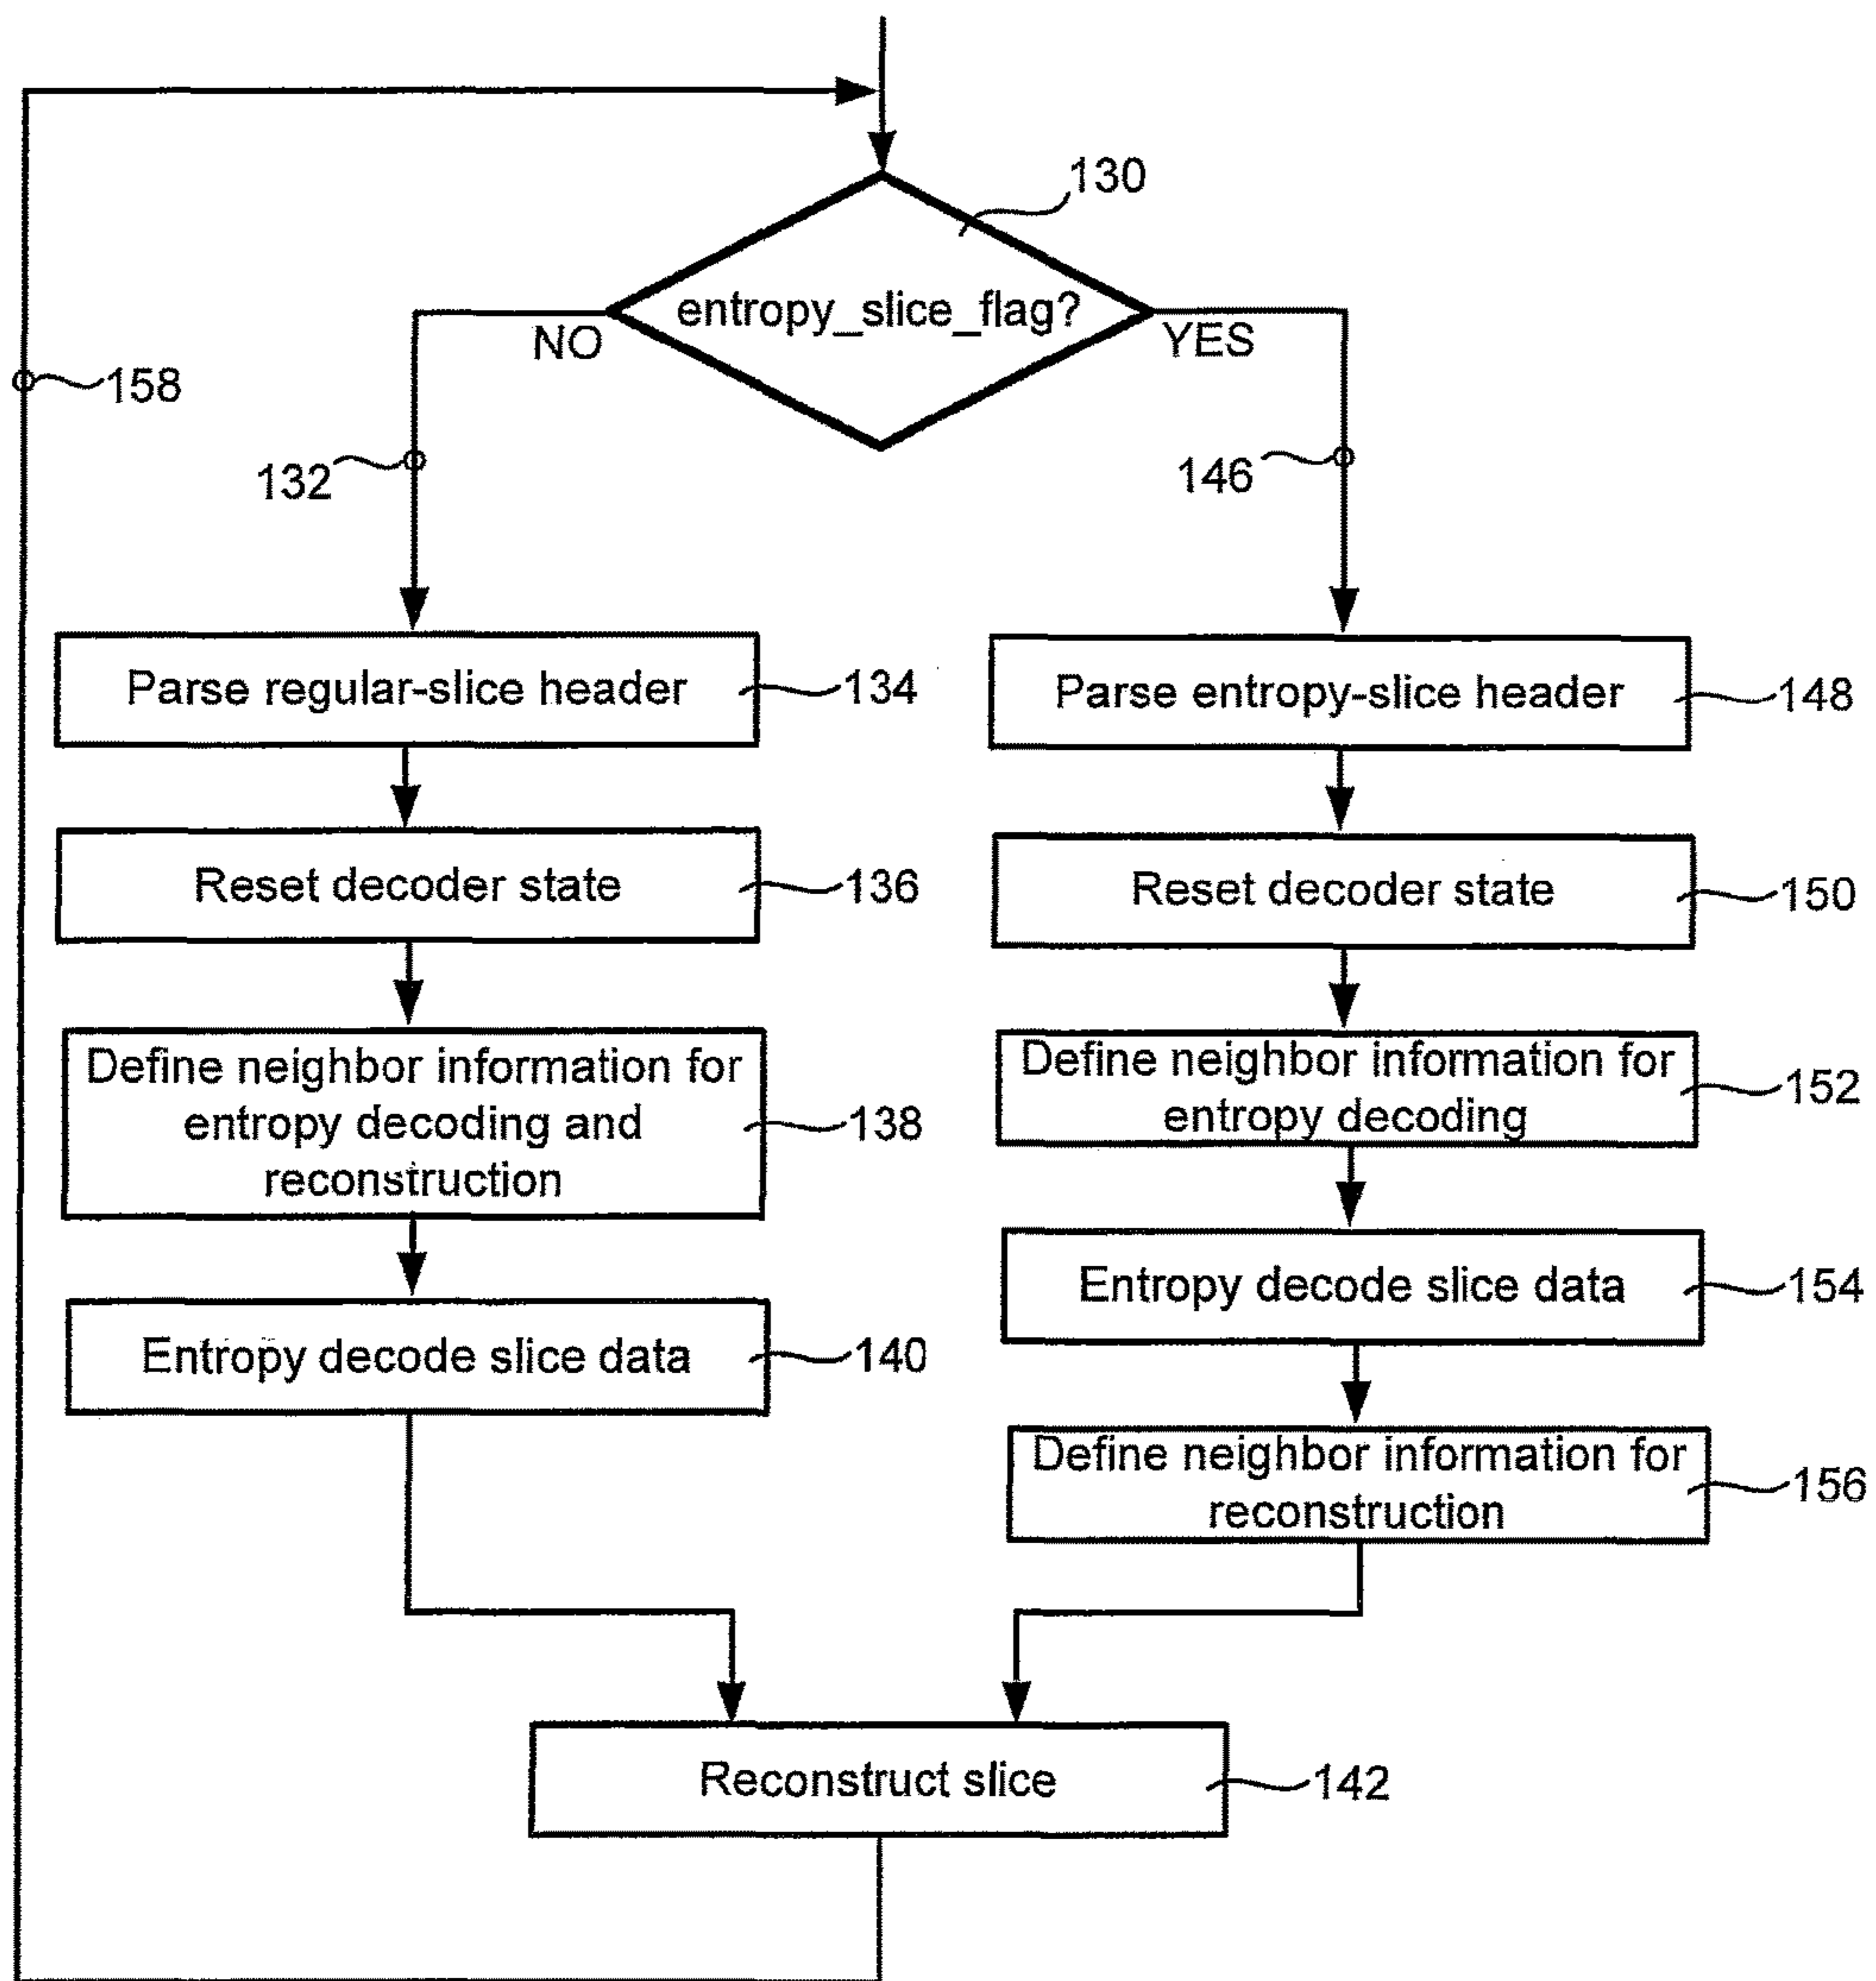 130
entropy_slice_flag?
NO
YES
158
132
146
Parse regular-slice header
134
Parse entropy-slice header
148
Reset decoder state
136
Reset decoder state
150
Define neighbor information for
entropy decoding and
reconstruction
138
Define neighbor information for
entropy decoding
152
Entropy decode slice data
140
Entropy decode slice data
154
Define neighbor information for
reconstruction
156
Reconstruct slice
142